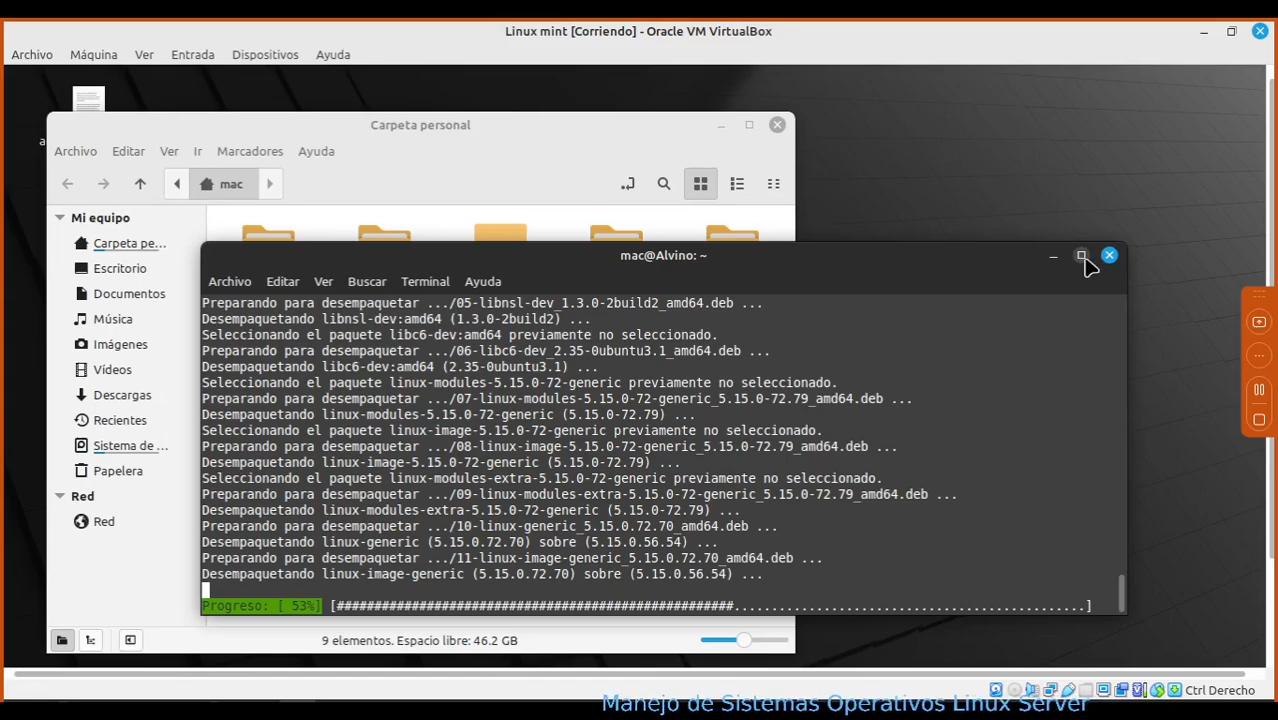 Linux mint [Corriendo] - Oracle VM VirtualBox
Archivo Máquina Ver Entrada Dispositivos Ayuda
a
Carpeta personal
Archivo Editar Ver Ir Marcadores Ayuda
mac
Mi equipo
Carpeta pe...
Escritorio
Documentos
Música
Imágenes
Vídeos
Descargas
Recientes
Sistema de ...
Papelera
Red
Red
9 elementos. Espacio libre: 46.2 GB
mac@Alvino: ~
Archivo Editar Ver Buscar Terminal Ayuda
Preparando para desempaquetar .../05-libnsl-dev_1.3.0-2build2_amd64.deb ...
Desempaquetando libnsl-dev:amd64 (1.3.0-2build2) ...
Seleccionando el paquete libc6-dev:amd64 previamente no seleccionado.
Preparando para desempaquetar .../06-libc6-dev_2.35-0ubuntu3.1_amd64.deb ...
Desempaquetando libc6-dev:amd64 (2.35-0ubuntu3.1) ...
Seleccionando el paquete linux-modules-5.15.0-72-generic previamente no seleccionado.
Preparando para desempaquetar .../07-linux-modules-5.15.0-72-generic_5.15.0-72.79_amd64.deb ...
Desempaquetando linux-modules-5.15.0-72-generic (5.15.0-72.79) ...
Seleccionando el paquete linux-image-5.15.0-72-generic previamente no seleccionado.
Preparando para desempaquetar .../08-linux-image-5.15.0-72-generic_5.15.0-72.79_amd64.deb ...
Desempaquetando linux-image-5.15.0-72-generic (5.15.0-72.79) ...
Seleccionando el paquete linux-modules-extra-5.15.0-72-generic previamente no seleccionado.
Preparando para desempaquetar .../09-linux-modules-extra-5.15.0-72-generic_5.15.0-72.79_amd64.deb ...
Desempaquetando linux-modules-extra-5.15.0-72-generic (5.15.0-72.79) ...
Preparando para desempaquetar .../10-linux-generic_5.15.0.72.70_amd64.deb ...
Desempaquetando linux-generic (5.15.0.72.70) sobre (5.15.0.56.54) ...
Preparando para desempaquetar .../11-linux-image-generic_5.15.0.72.70_amd64.deb ...
Desempaquetando linux-image-generic (5.15.0.72.70) sobre (5.15.0.56.54) ...
Progreso: [ 53%] [#####################################################...............................................]
Ctrl Derecho
Manejo de Sistemas Operativos Linux Server